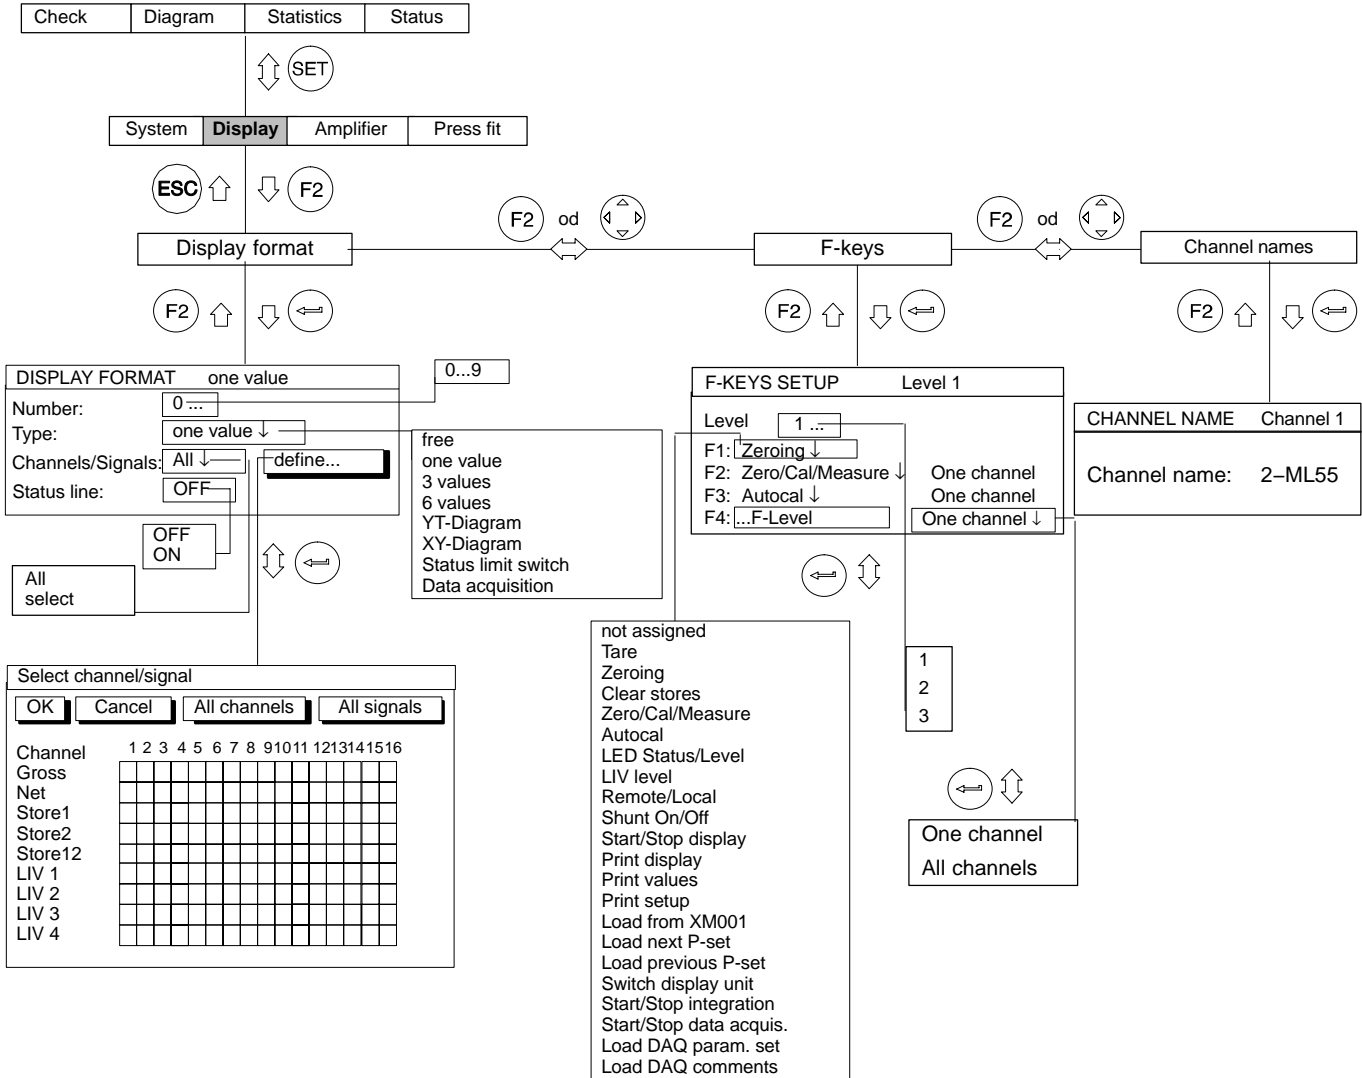 Check Diagram Statistics Status
SET
System Display Amplifier Press fit
ESC F2
F2 od
F2 od
Display format
F-keys
Channel names
F2
F2
F2
DISPLAY FORMAT one value
Number: 0 ...
Type: one value ↓
Channels/Signals: All ↓ define...
Status line: OFF
0...9
OFF
ON
All
select
free
one value
3 values
6 values
YT-Diagram
XY-Diagram
Status limit switch
Data acquisition
F-KEYS SETUP Level 1
Level 1 ...
F1: Zeroing ↓
F2: Zero/Cal/Measure ↓ One channel
F3: Autocal ↓ One channel
F4: ...F-Level One channel ↓
CHANNEL NAME Channel 1
Channel name: 2–ML55
Select channel/signal
OK Cancel All channels All signals
Channel 1 2 3 4 5 6 7 8 9 10 11 12 13 14 15 16
Gross
Net
Store1
Store2
Store12
LIV 1
LIV 2
LIV 3
LIV 4
not assigned
Tare
Zeroing
Clear stores
Zero/Cal/Measure
Autocal
LED Status/Level
LIV level
Remote/Local
Shunt On/Off
Start/Stop display
Print display
Print values
Print setup
Load from XM001
Load next P-set
Load previous P-set
Switch display unit
Start/Stop integration
Start/Stop data acquis.
Load DAQ param. set
Load DAQ comments
1
2
3
One channel
All channels